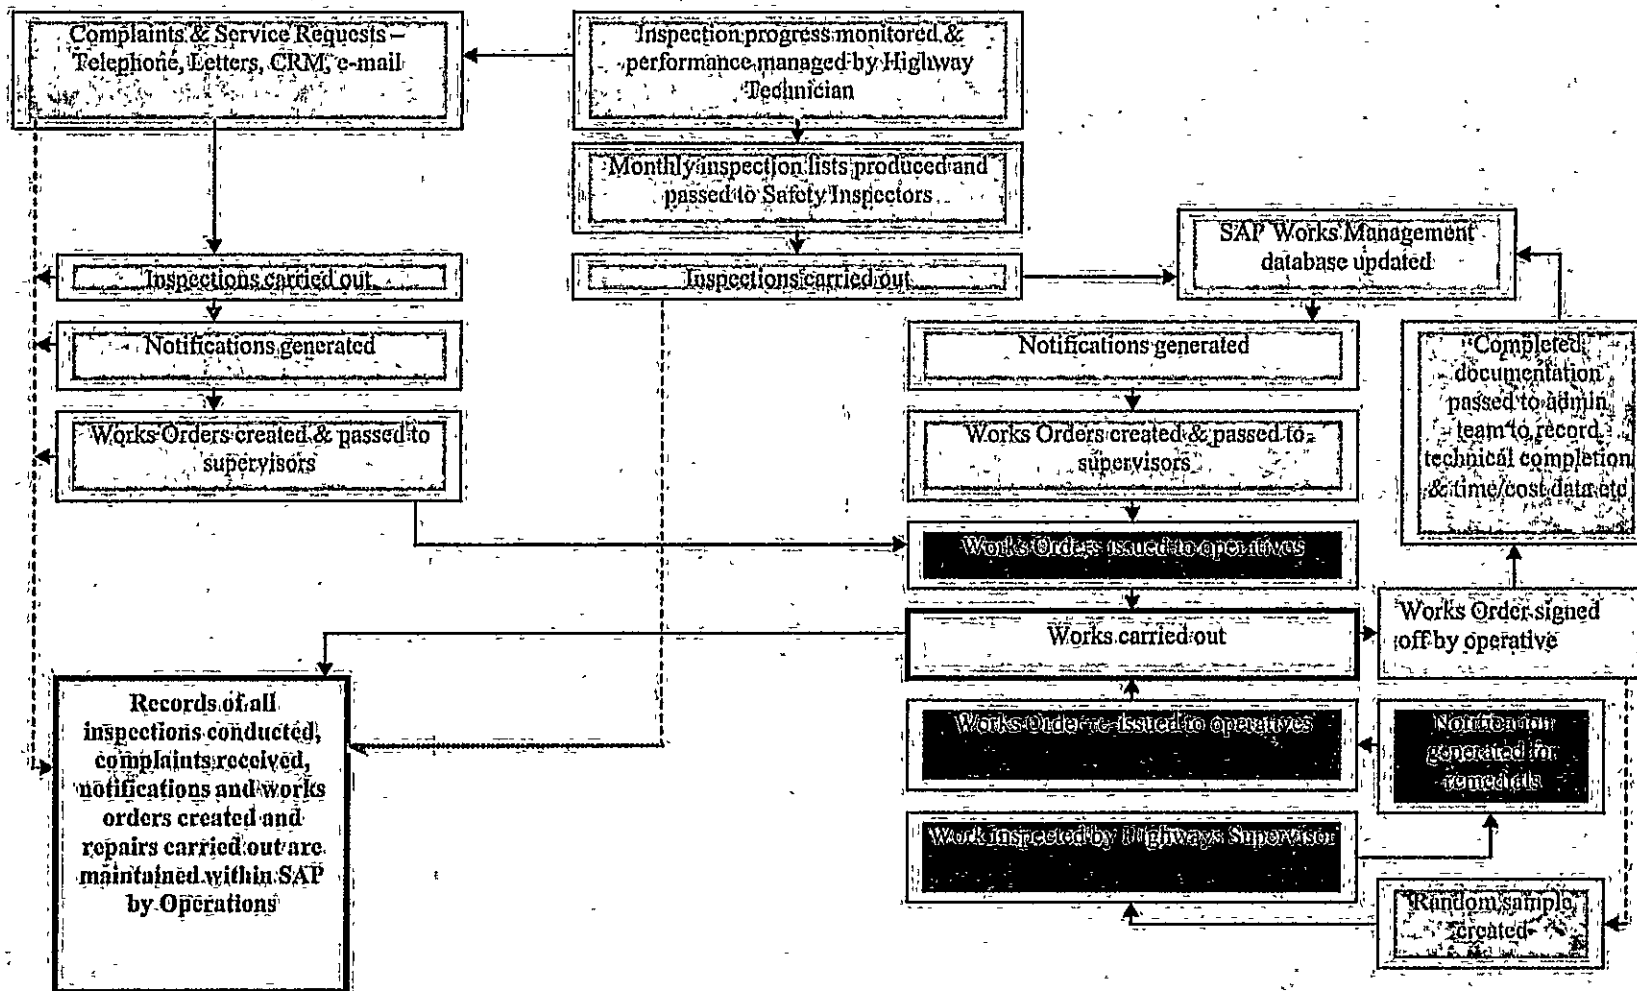 Complaints & Service Requests –
Telephone, Letters, CRM, e-mail
Inspection progress monitored &
performance managed by Highway
Technician
Monthly inspection lists produced and
passed to Safety Inspectors
SAP Works Management
database updated
Inspections carried out
Inspections carried out
Notifications generated
Notifications generated
Completed
documentation
passed to admin
team to record
technical completion
& time/cost data etc
Works Orders created & passed to
supervisors
Works Orders created & passed to
supervisors
Works Orders issued to operatives
Works carried out
Works Order signed
off by operative
Records of all
inspections conducted,
complaints received,
notifications and works
orders created and
repairs carried out are
maintained within SAP
by Operations
Works Order re-issued to operatives
Notification
generated for
remedials
Work inspected by Highways Supervisor
Random sample
created